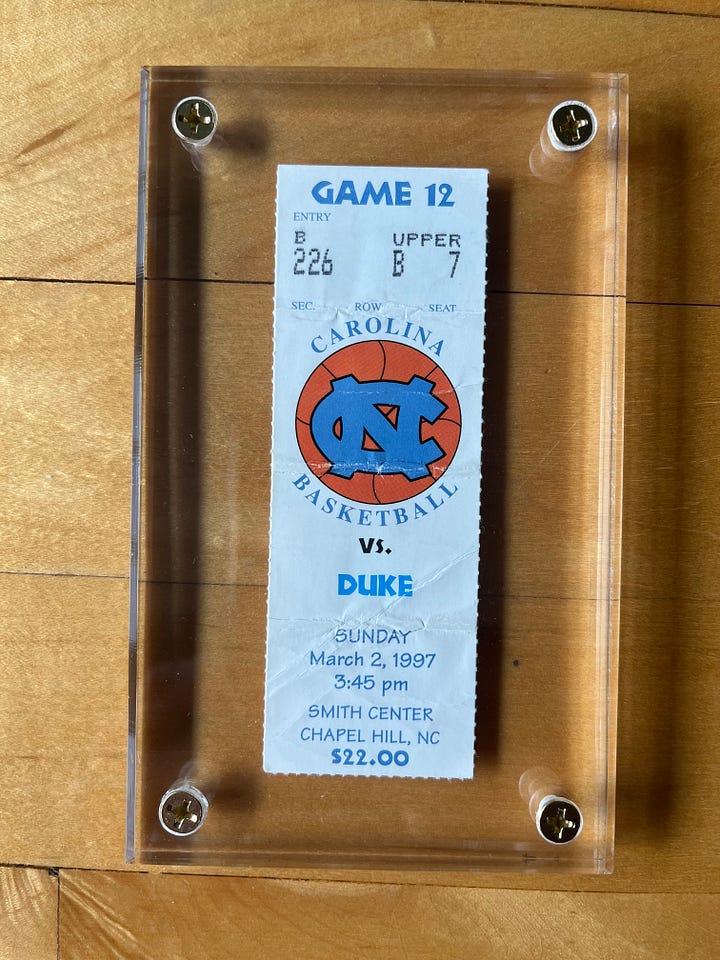 GAME 12
ENTRY
B UPPER
226 B 7
SEC. ROW SEAT
CAROLINA
NC
BASKETBALL
VS.
DUKE
SUNDAY
March 2, 1997
3:45 pm
SMITH CENTER
CHAPEL HILL, NC
$22.00